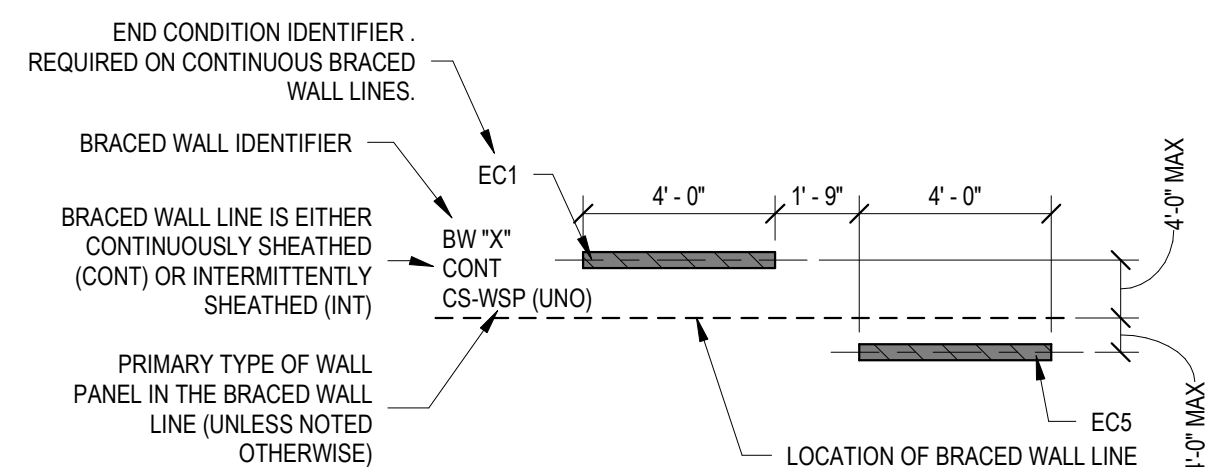 END CONDITION IDENTIFIER .
REQUIRED ON CONTINUOUS BRACED
WALL LINES.
BRACED WALL IDENTIFIER
EC1
4' - 0"
1' - 9"
4' - 0"
4'-0" MAX
BRACED WALL LINE IS EITHER
CONTINUOUSLY SHEATHED
(CONT) OR INTERMITTENTLY
SHEATHED (INT)
BW "X"
CONT
CS-WSP (UNO)
PRIMARY TYPE OF WALL
PANEL IN THE BRACED WALL
LINE (UNLESS NOTED
OTHERWISE)
EC5
LOCATION OF BRACED WALL LINE
4'-0" MAX